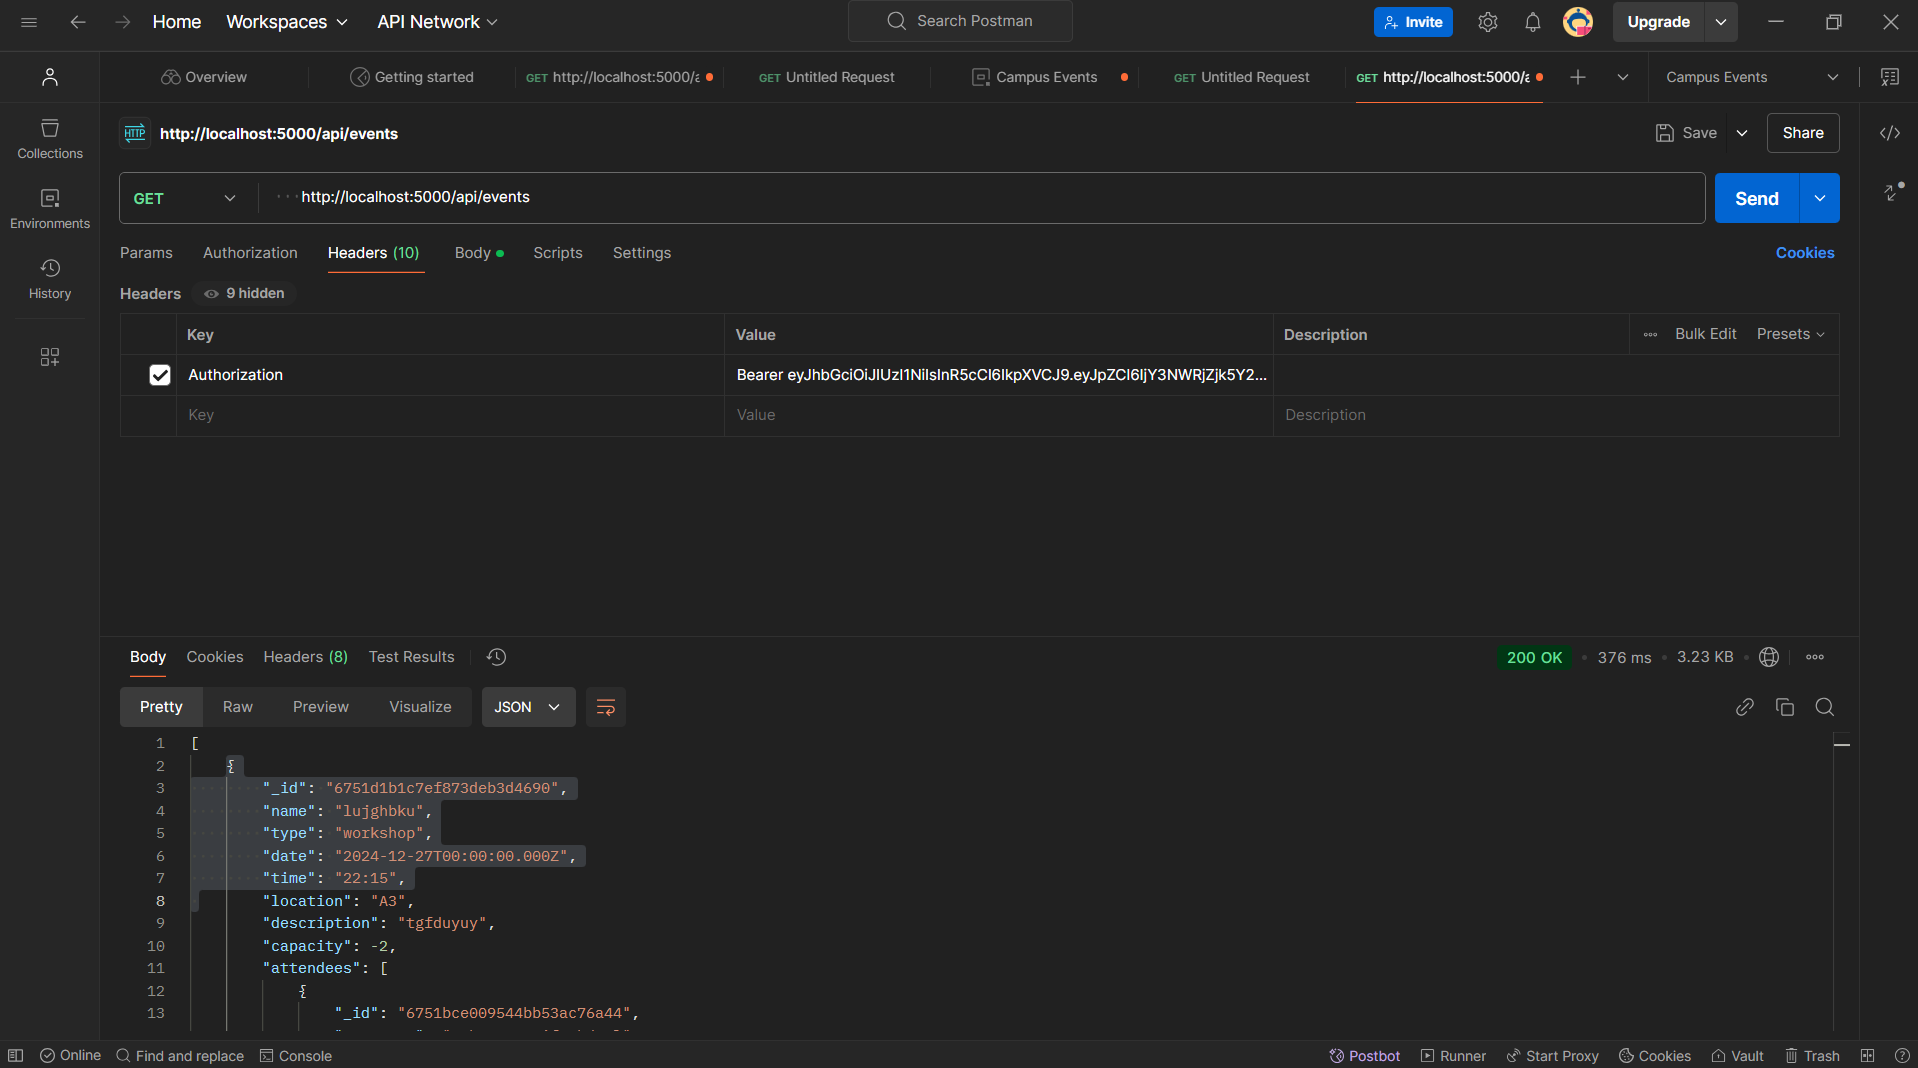 Home Workspaces API Network Search Postman Invite Upgrade
Overview Getting started GET http://localhost:5000/a GET Untitled Request Campus Events GET Untitled Request GET http://localhost:5000/a Campus Events
HTTP http://localhost:5000/api/events Save Share
Collections
Environments
History
GET http://localhost:5000/api/events Send
Params Authorization Headers (10) Body Scripts Settings Cookies
Headers 9 hidden
Key Value Description Bulk Edit Presets
Authorization Bearer eyJhbGciOiJIUzI1NiIsInR5cCI6IkpXVCJ9.eyJpZCI6IjY3NWRjZjk5Y2...
Key Value Description
Body Cookies Headers (8) Test Results 200 OK • 376 ms • 3.23 KB •
Pretty Raw Preview Visualize JSON
1 [
2 {
3 "_id": "6751d1b1c7ef873deb3d4690",
4 "name": "lujghbku",
5 "type": "workshop",
6 "date": "2024-12-27T00:00:00.000Z",
7 "time": "22:15",
8 "location": "A3",
9 "description": "tgfduyuy",
10 "capacity": -2,
11 "attendees": [
12 {
13 "_id": "6751bce009544bb53ac76a44",
Online Find and replace Console Postbot Runner Start Proxy Cookies Vault Trash